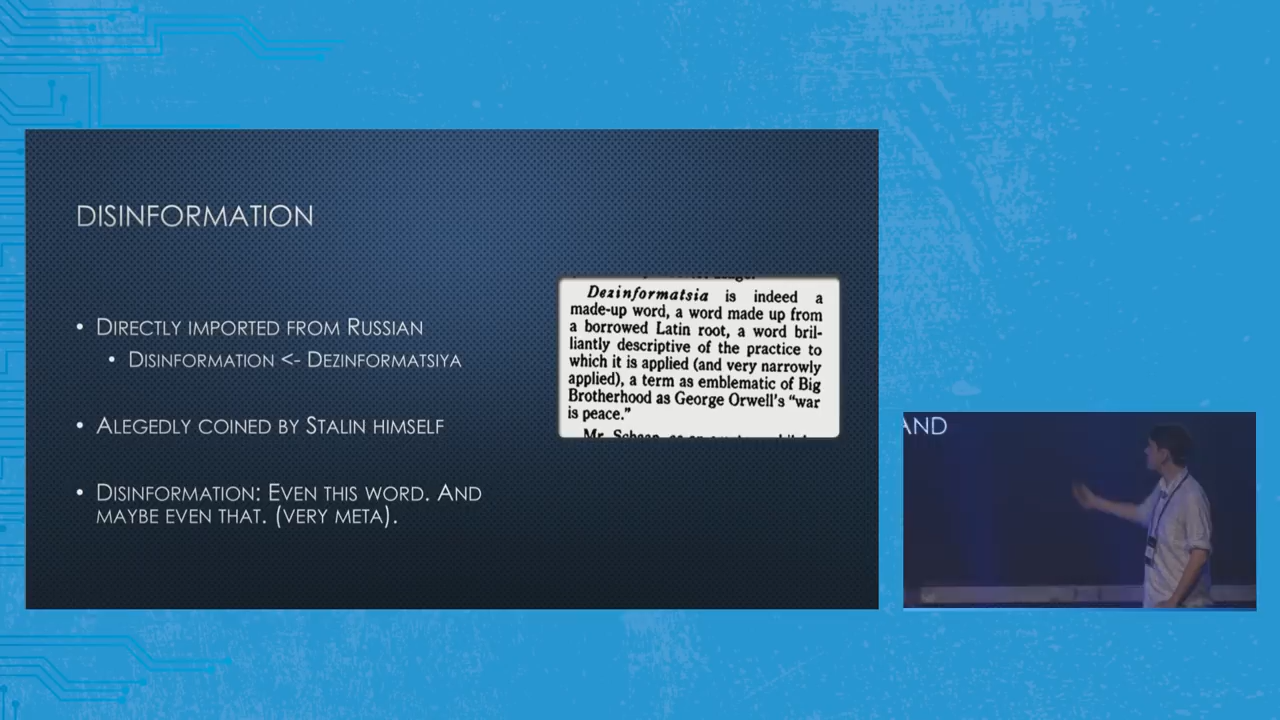 DISINFORMATION
• DIRECTLY IMPORTED FROM RUSSIAN
• DISINFORMATION <- DEZINFORMATSIYA
• ALEGEDLY COINED BY STALIN HIMSELF
• DISINFORMATION: EVEN THIS WORD. AND
MAYBE EVEN THAT. (VERY META).
Dezinformatsia is indeed a
made-up word, a word made up from
a borrowed Latin root, a word bril-
liantly descriptive of the practice to
which it is applied (and very narrowly
applied), a term as emblematic of Big
Brotherhood as George Orwell's "war
is peace."
AND